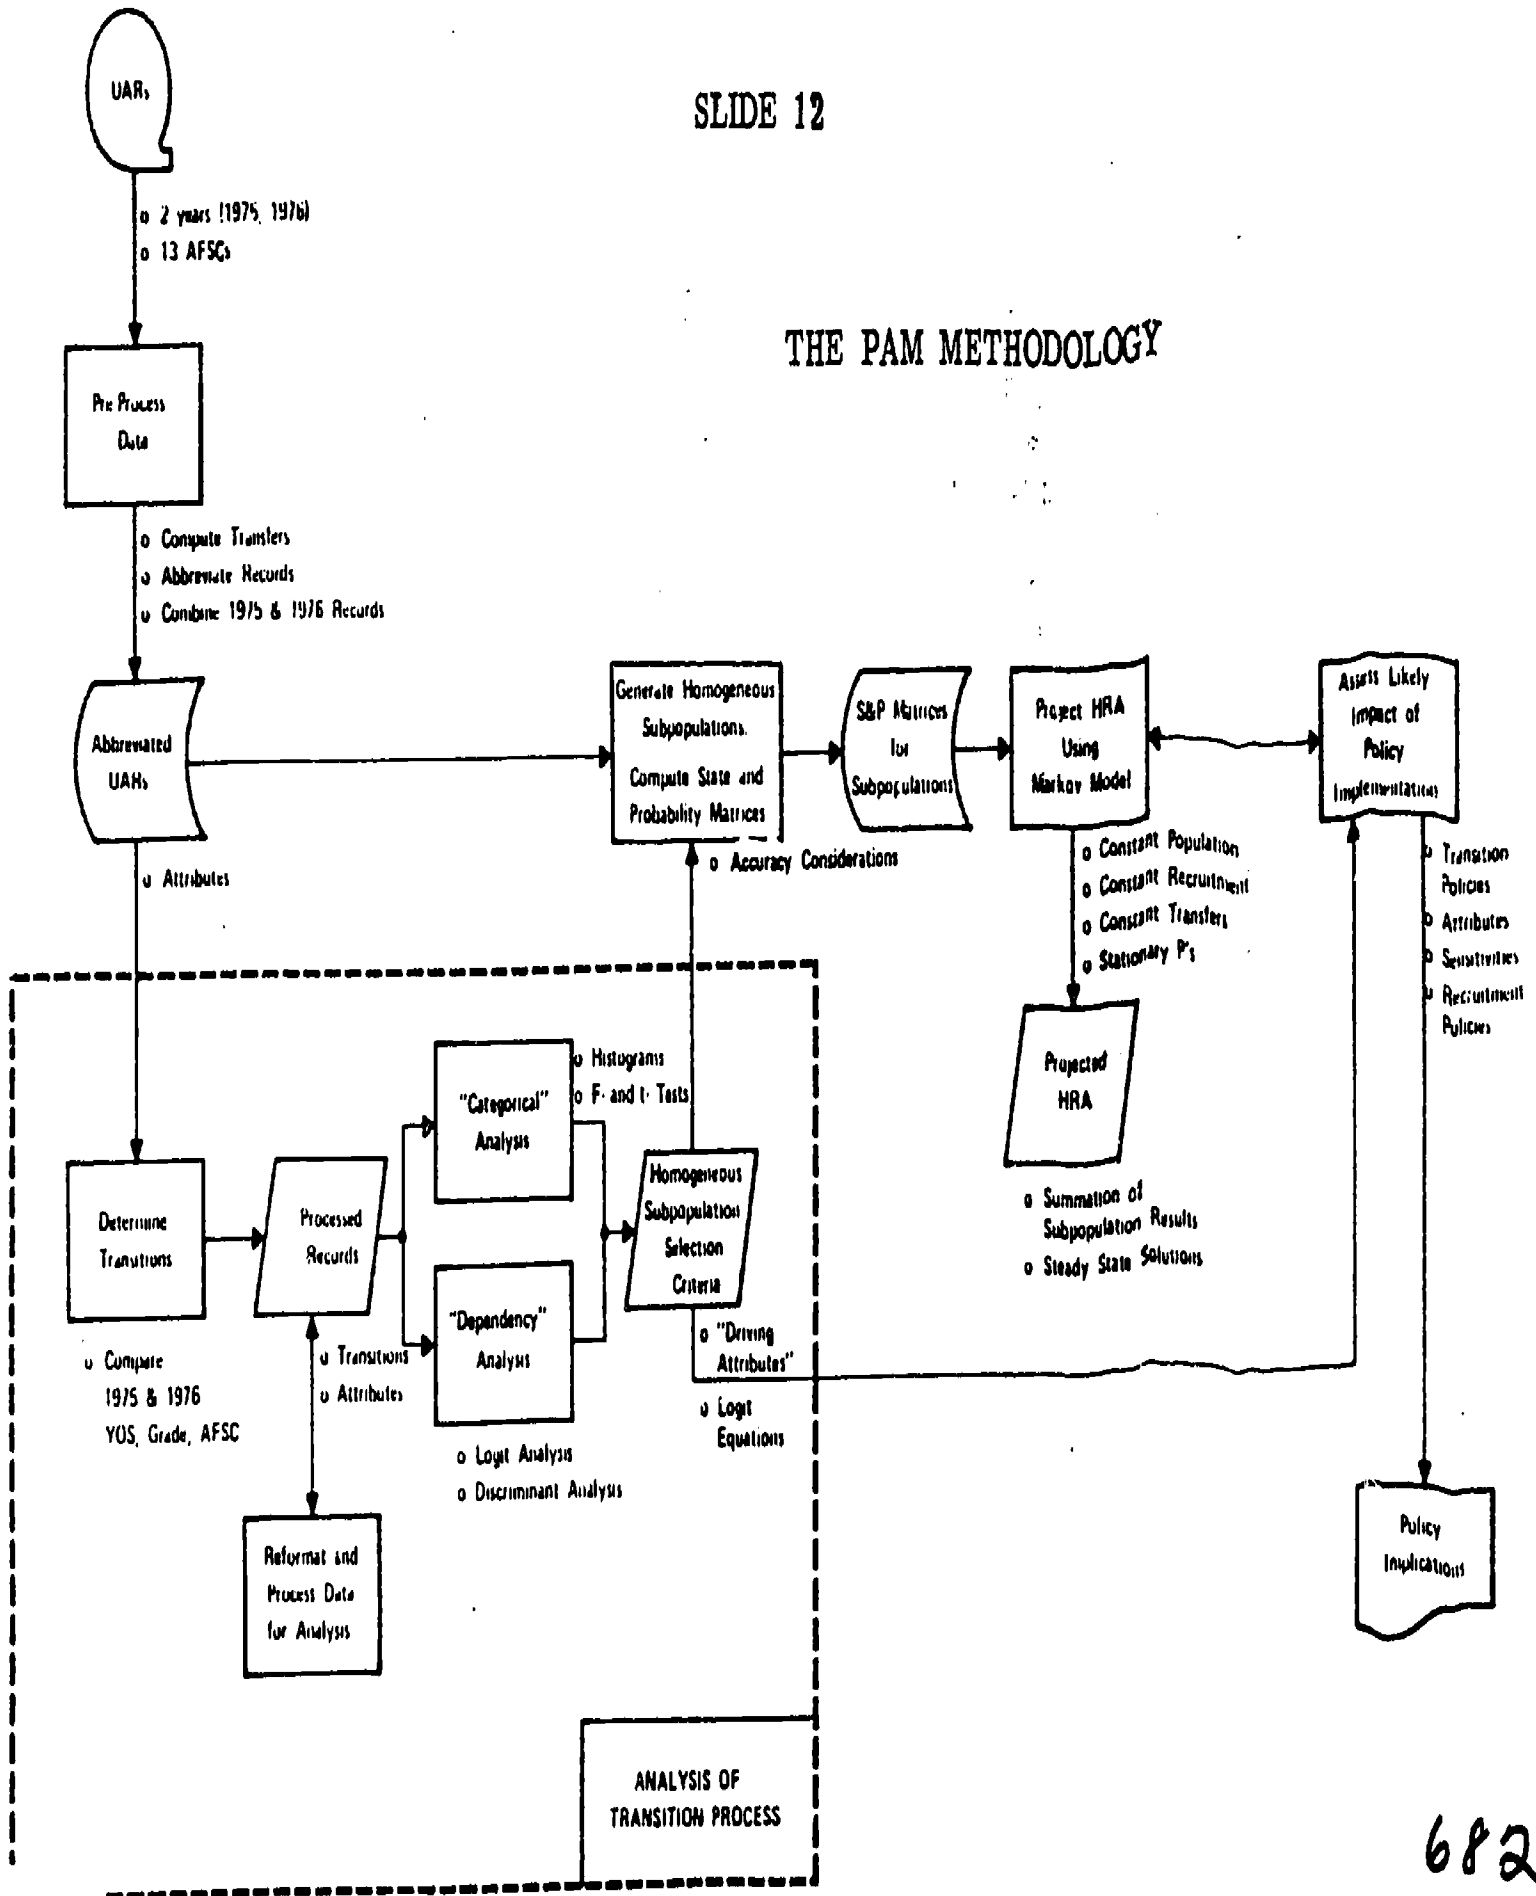 UARs
SLIDE 12
o 2 years (1975, 1976)
o 13 AFSCs
THE PAM METHODOLOGY
Pre Process
Data
o Compute Transfers
o Abbreviate Records
o Combine 1975 & 1976 Records
Abbreviated
UARs
Generate Homogeneous
Subpopulations.
Compute State and
Probability Matrices
S&P Matrices
for
Subpopulations
Project HRA
Using
Markov Model
Assess Likely
Impact of
Policy
Implementation
o Attributes
o Accuracy Considerations
o Constant Population
o Constant Recruitment
o Constant Transfers
o Stationary P's
o Transition
Policies
o Attributes
o Sensitivities
o Recruitment
Policies
Projected
HRA
o Summation of
Subpopulation Results
o Steady State Solutions
"Categorical"
Analysis
o Histograms
o F- and t- Tests
Determine
Transitions
Processed
Records
Homogeneous
Subpopulation
Selection
Criteria
"Dependency"
Analysis
o Compare
1975 & 1976
YOS, Grade, AFSC
o Transitions
o Attributes
o "Driving
Attributes"
o Logit
Equations
o Logit Analysis
o Discriminant Analysis
Reformat and
Process Data
for Analysis
Policy
Implications
ANALYSIS OF
TRANSITION PROCESS
682